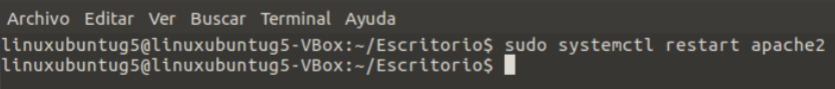 Archivo Editar Ver Buscar Terminal Ayuda
linuxubuntug5@linuxubuntug5-VBox:~/Escritorio$ sudo systemctl restart apache2
linuxubuntug5@linuxubuntug5-VBox:~/Escritorio$